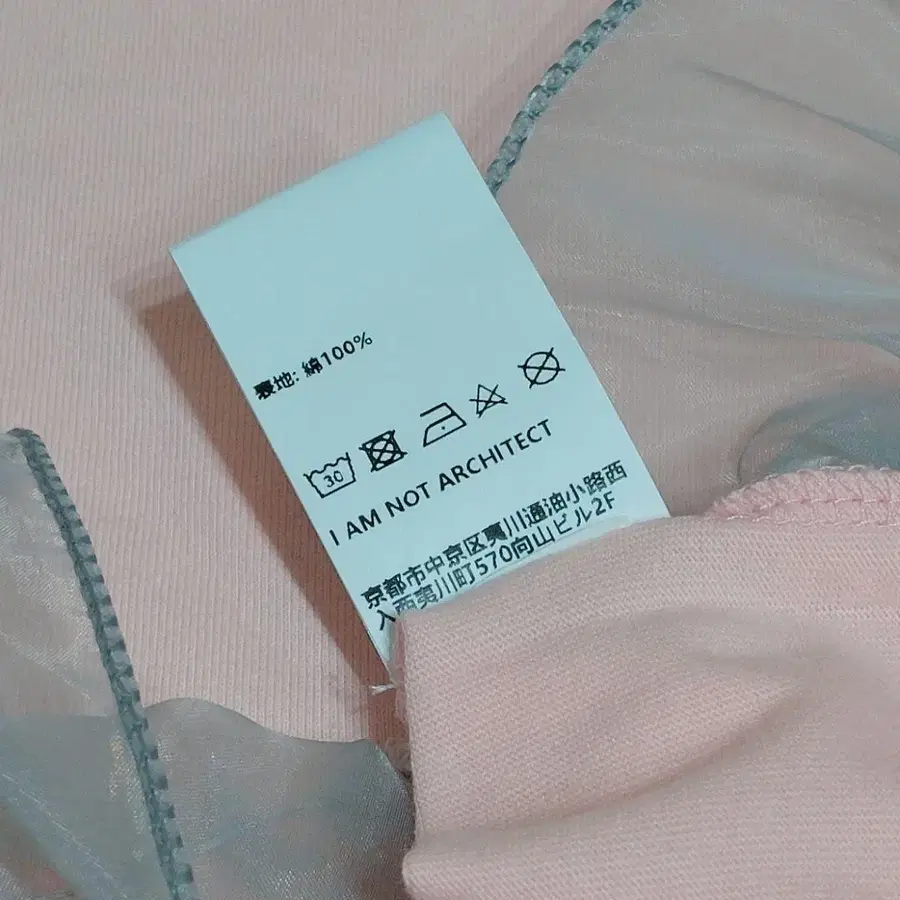 表地: 綿100%
30
I AM NOT ARCHITECT
京都市中京区夷川通油小路西
入西夷川町570向山ビル2F